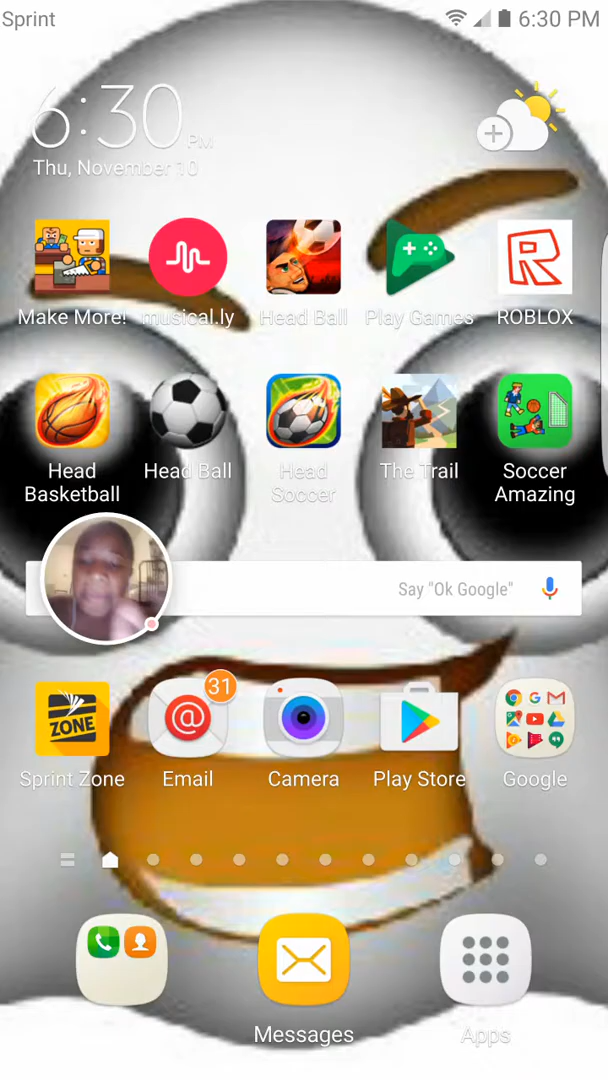 Sprint 6:30 PM
6:30 PM
Thu, November 10
Make More! musical.ly Head Ball Play Games ROBLOX
Head Basketball
Head Ball
Head Soccer
The Trail
Soccer Amazing
Say "Ok Google"
ZONE
31
Sprint Zone Email Camera Play Store Google
Messages Apps